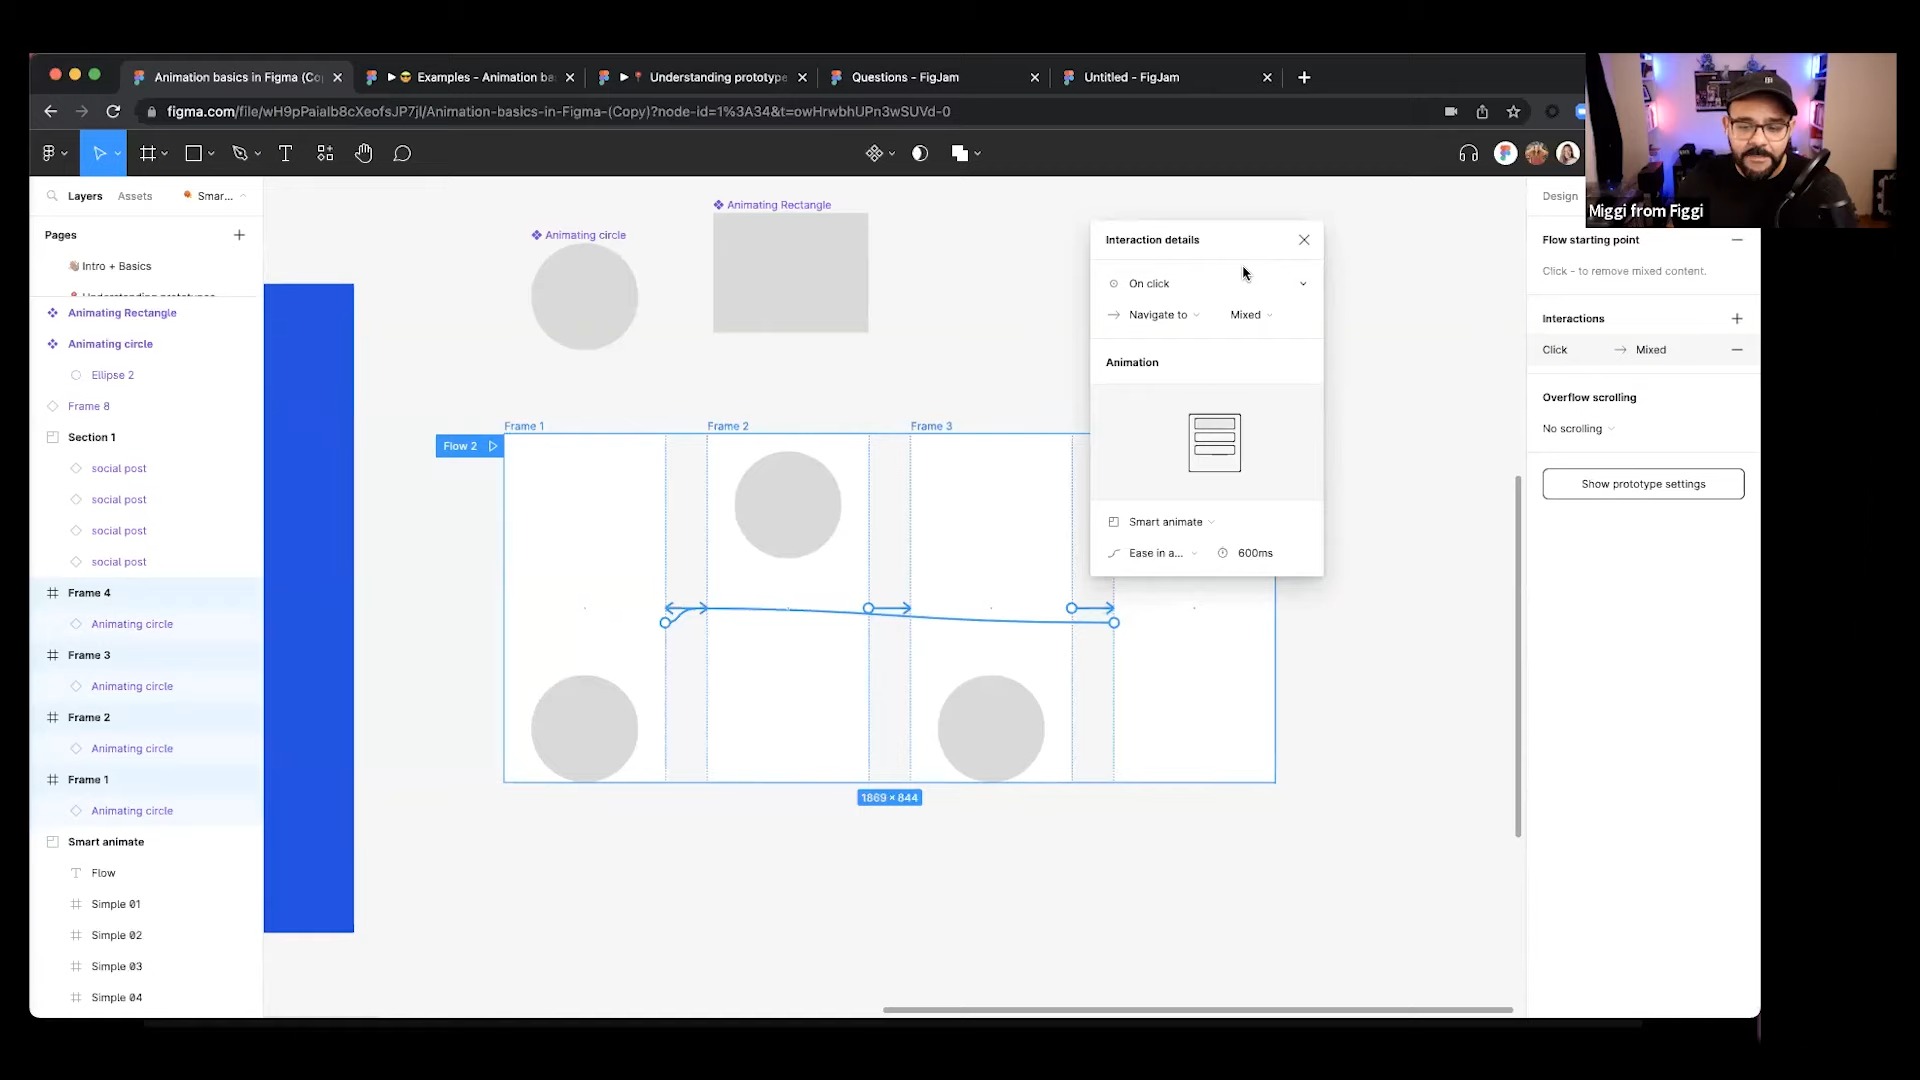 Animation basics in Figma (Co
Examples - Animation ba
Understanding prototype
Questions - FigJam
Untitled - FigJam
figma.com/file/wH9pPaialb8cXeofsJP7jl/Animation-basics-in-Figma-(Copy)?node-id=1%3A34&t=owHrwbhUPn3wSUVd-0
Miggi from Figgi
Layers
Assets
Smar...
Pages
Intro + Basics
Understanding prototypes
Animating Rectangle
Animating circle
Ellipse 2
Frame 8
Section 1
social post
social post
social post
social post
Frame 4
Animating circle
Frame 3
Animating circle
Frame 2
Animating circle
Frame 1
Animating circle
Smart animate
Flow
Simple 01
Simple 02
Simple 03
Simple 04
Animating circle
Animating Rectangle
Frame 1
Frame 2
Frame 3
Flow 2
1869 × 844
Interaction details
On click
Navigate to
Mixed
Animation
Smart animate
Ease in a...
600ms
Design
Flow starting point
Click - to remove mixed content.
Interactions
Click
Mixed
Overflow scrolling
No scrolling
Show prototype settings